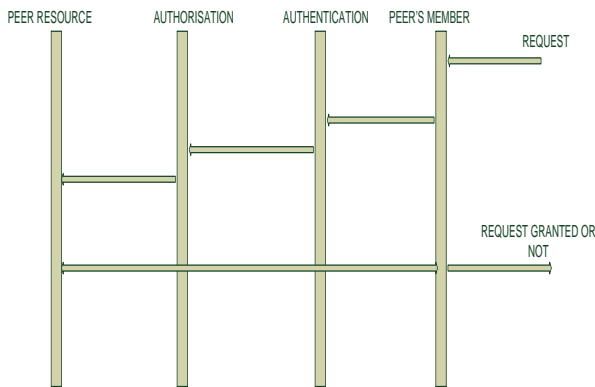 PEER RESOURCE
AUTHORISATION
AUTHENTICATION
PEER'S MEMBER
REQUEST
REQUEST GRANTED OR
NOT